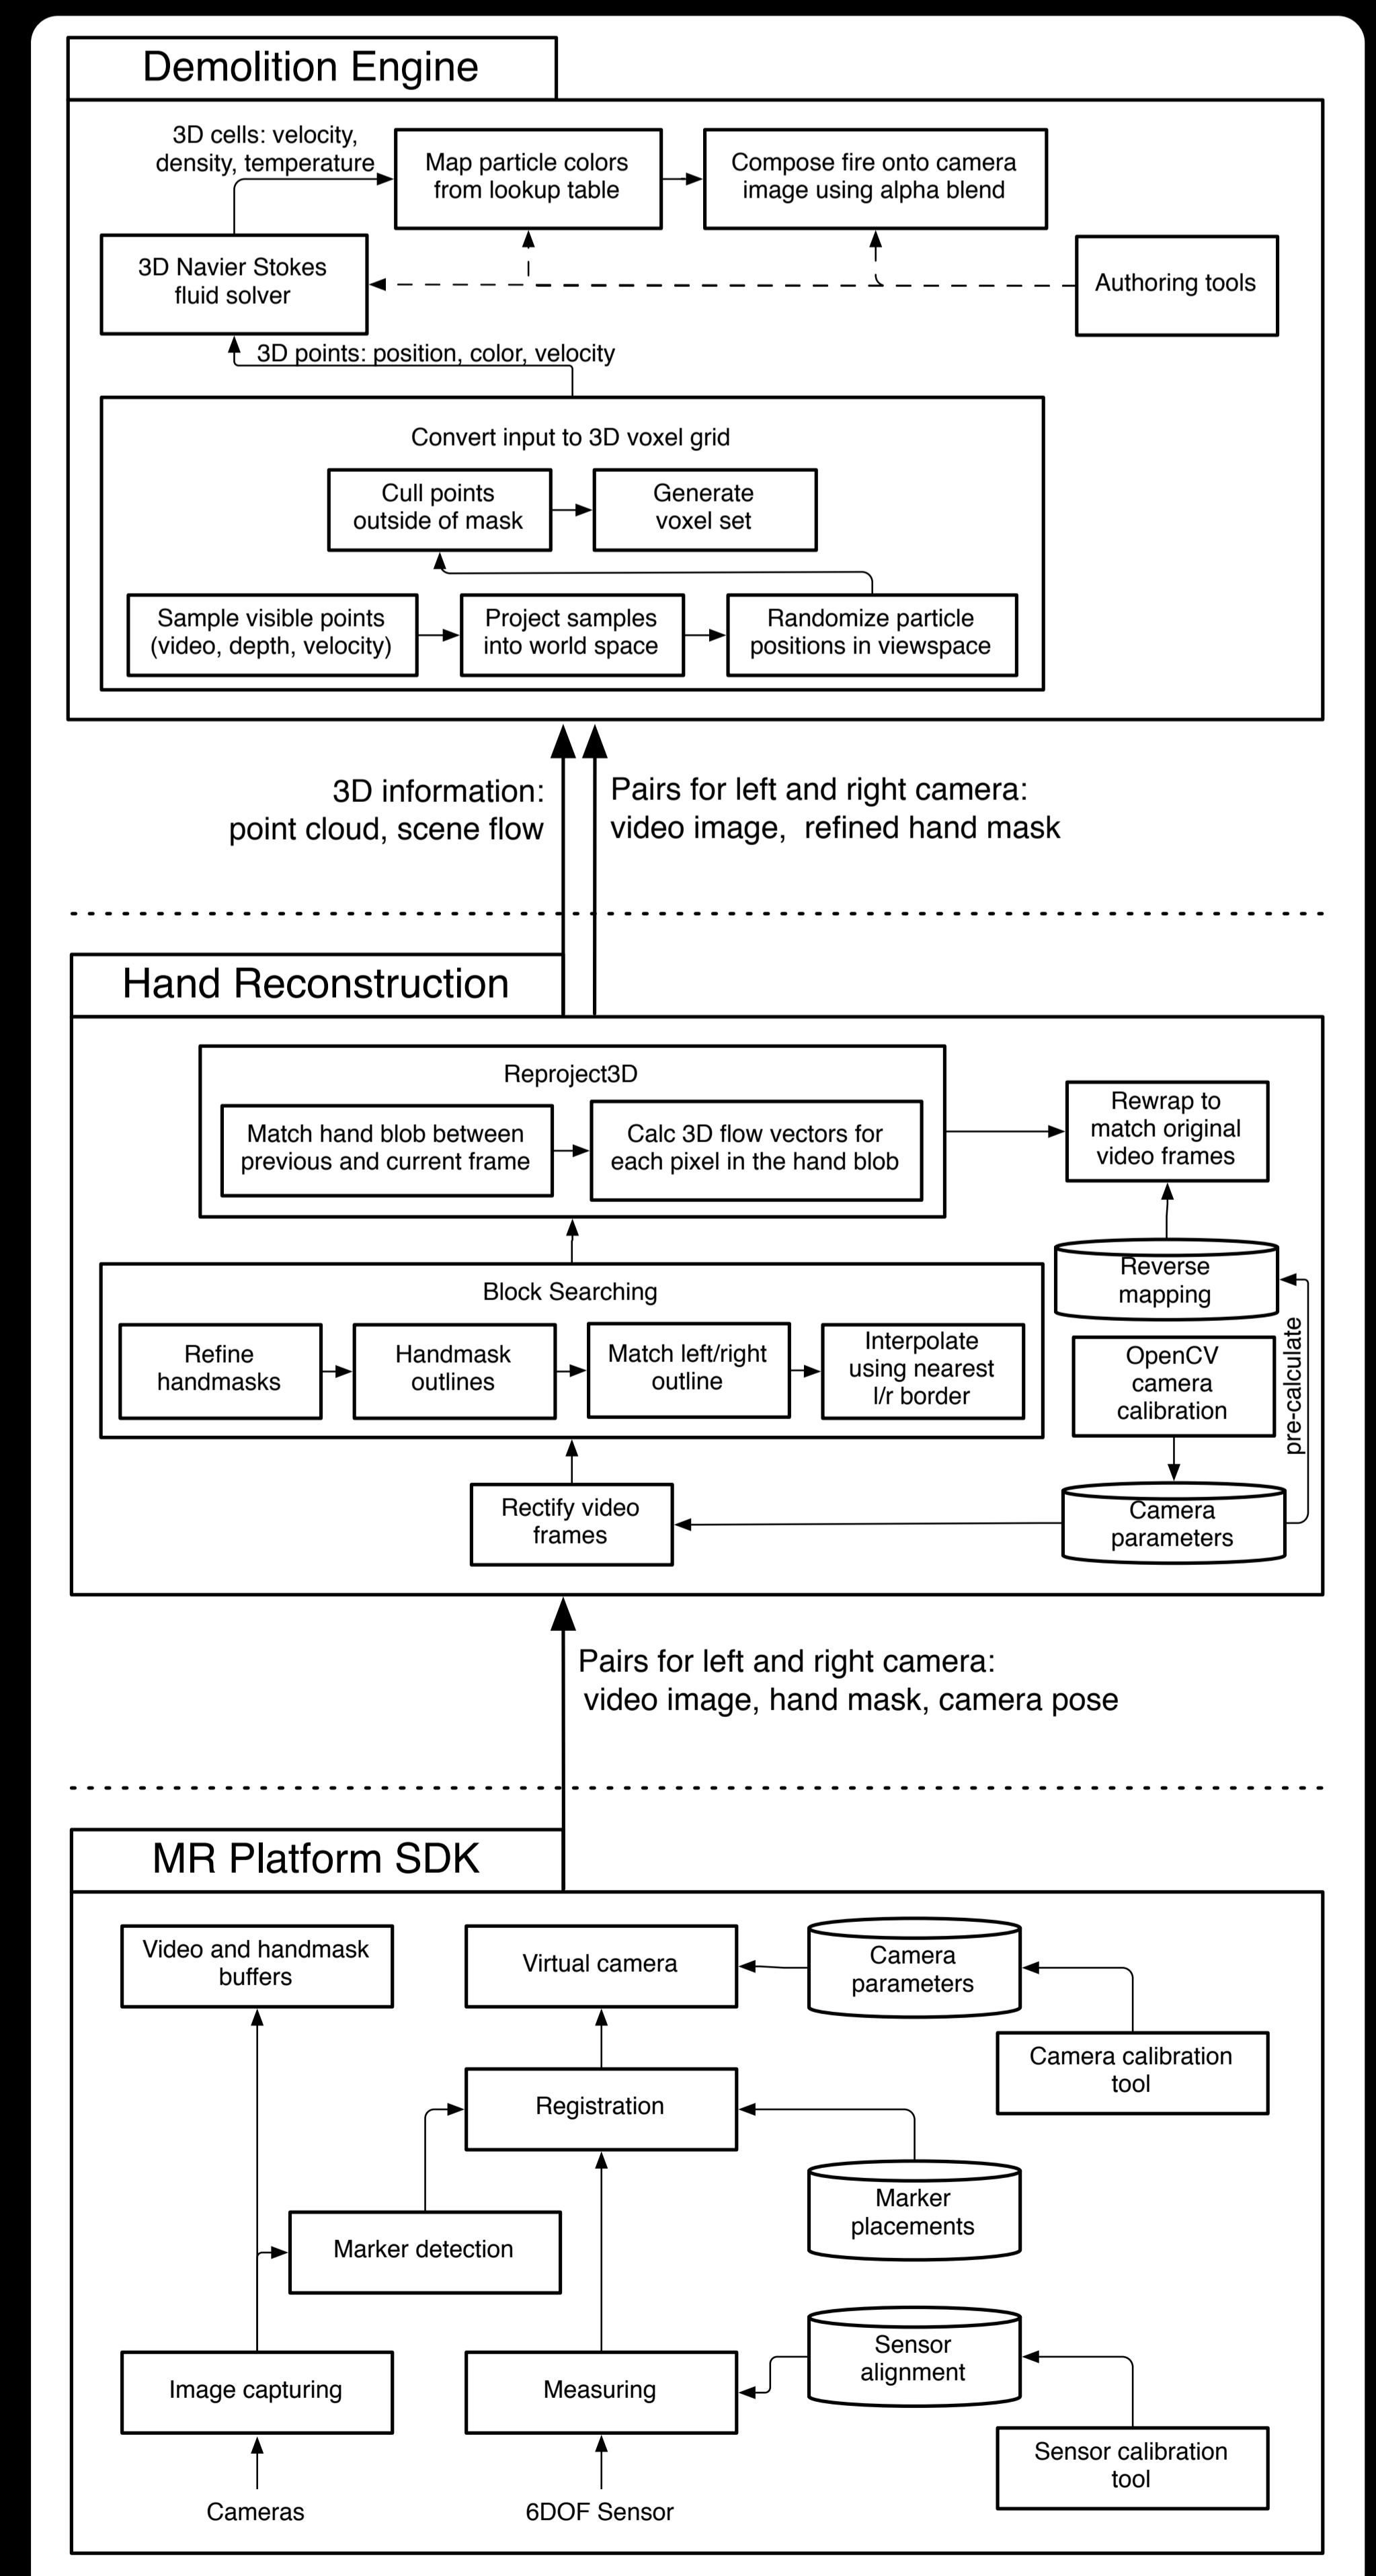 Demolition Engine
3D cells: velocity,
density, temperature
Map particle colors
from lookup table
Compose fire onto camera
image using alpha blend
3D Navier Stokes
fluid solver
Authoring tools
3D points: position, color, velocity
Convert input to 3D voxel grid
Cull points
outside of mask
Generate
voxel set
Sample visible points
(video, depth, velocity)
Project samples
into world space
Randomize particle
positions in viewspace
3D information:
point cloud, scene flow
Pairs for left and right camera:
video image, refined hand mask
Hand Reconstruction
Reproject3D
Match hand blob between
previous and current frame
Calc 3D flow vectors for
each pixel in the hand blob
Rewrap to
match original
video frames
Reverse
mapping
Block Searching
Refine
handmasks
Handmask
outlines
Match left/right
outline
Interpolate
using nearest
l/r border
OpenCV
camera
calibration
pre-calculate
Rectify video
frames
Camera
parameters
Pairs for left and right camera:
video image, hand mask, camera pose
MR Platform SDK
Video and handmask
buffers
Virtual camera
Camera
parameters
Camera calibration
tool
Registration
Marker
placements
Marker detection
Sensor
alignment
Image capturing
Measuring
Sensor calibration
tool
Cameras
6DOF Sensor